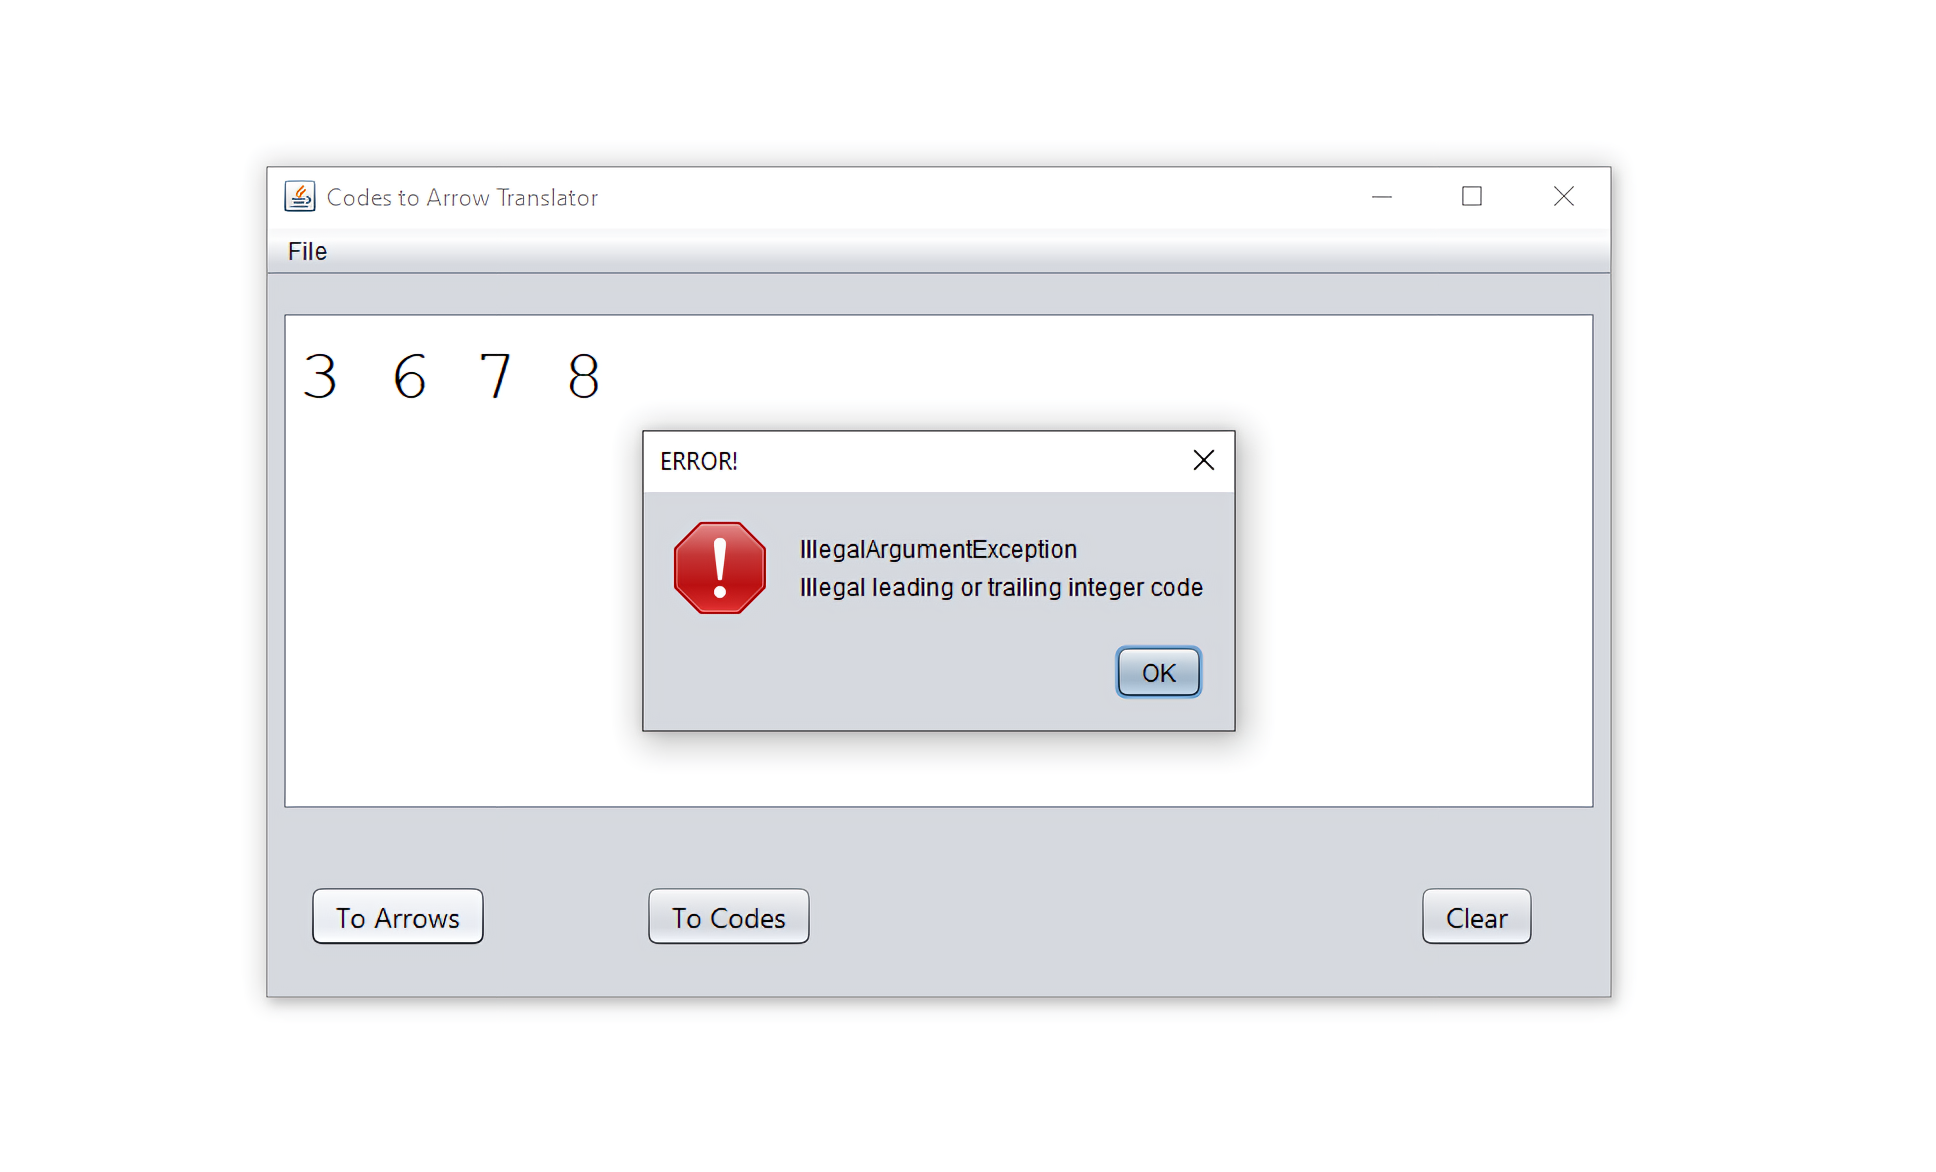 Codes to Arrow Translator
File
3 6 7 8
ERROR!
IllegalArgumentException
Illegal leading or trailing integer code
OK
To Arrows
To Codes
Clear